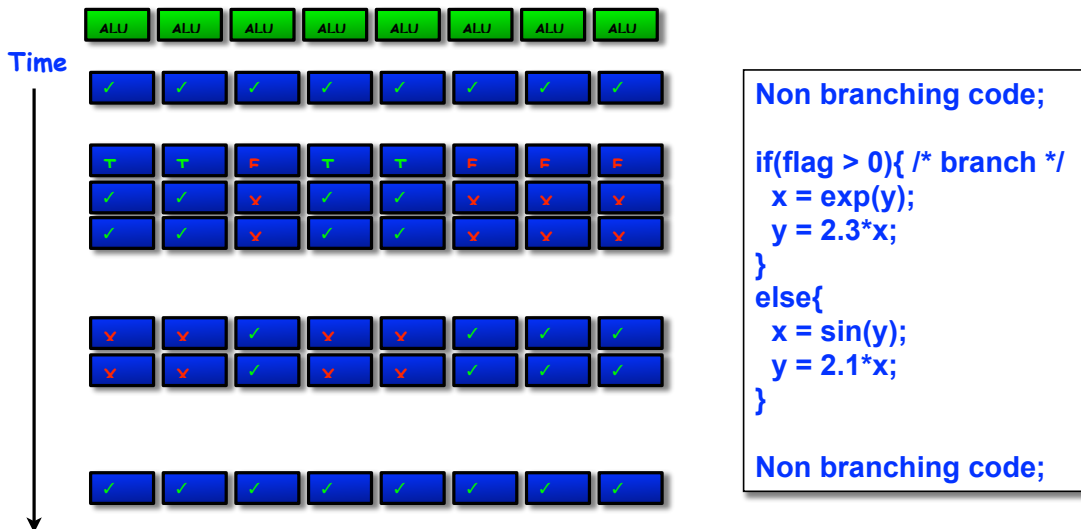 ALU ALU ALU ALU ALU ALU ALU ALU
Time
✓ ✓ ✓ ✓ ✓ ✓ ✓ ✓
T T F T T F F F
✓ ✓ X ✓ ✓ X X X
✓ ✓ X ✓ ✓ X X X
X X ✓ X X ✓ ✓ ✓
X X ✓ X X ✓ ✓ ✓
✓ ✓ ✓ ✓ ✓ ✓ ✓ ✓
Non branching code;
if(flag > 0){ /* branch */
x = exp(y);
y = 2.3*x;
}
else{
x = sin(y);
y = 2.1*x;
}
Non branching code;